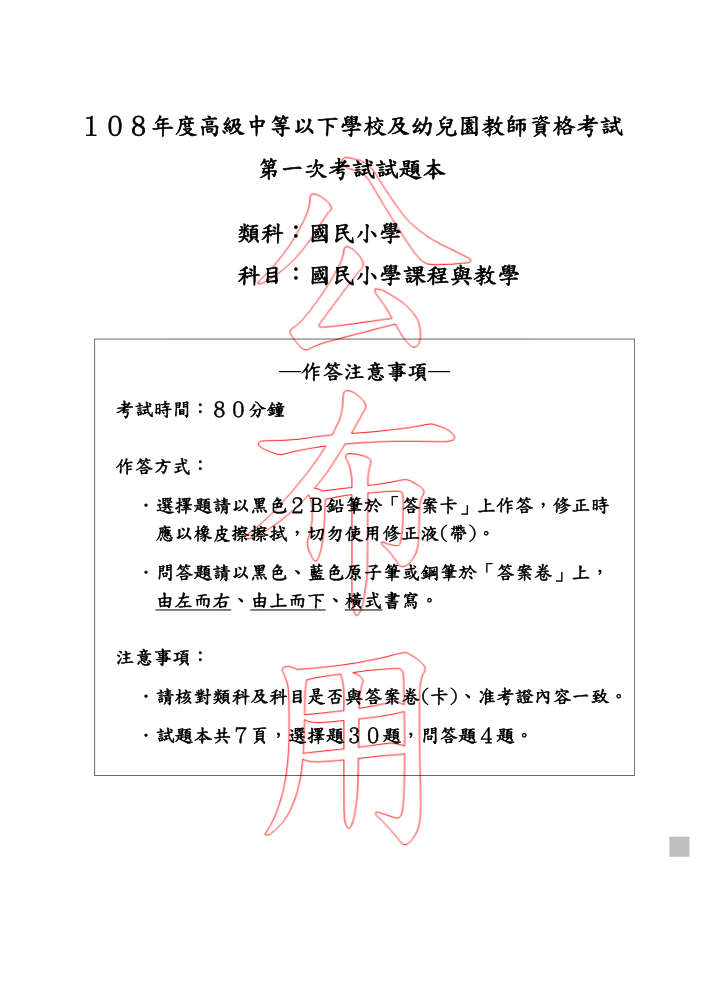 １０８年度高級中等以下學校及幼兒園教師資格考試
第一次考試試題本
類科：國民小學
科目：國民小學課程與教學
—作答注意事項—
考試時間：８０分鐘
作答方式：
．選擇題請以黑色２Ｂ鉛筆於「答案卡」上作答，修正時
應以橡皮擦擦拭，切勿使用修正液(帶)。
．問答題請以黑色、藍色原子筆或鋼筆於「答案卷」上，
由左而右、由上而下、橫式書寫。
注意事項：
．請核對類科及科目是否與答案卷(卡)、准考證內容一致。
．試題本共７頁，選擇題３０題，問答題４題。
公布用